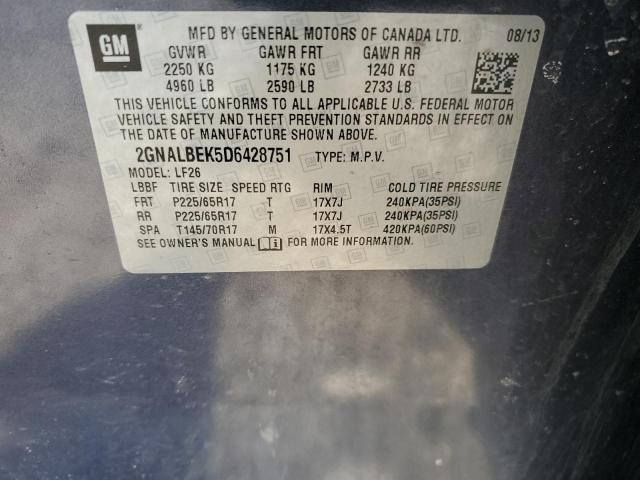 GM
MFD BY GENERAL MOTORS OF CANADA LTD. 08/13
GVWR GAWR FRT GAWR RR
2250 KG 1175 KG 1240 KG
4960 LB 2590 LB 2733 LB
THIS VEHICLE CONFORMS TO ALL APPLICABLE U.S. FEDERAL MOTOR
VEHICLE SAFETY AND THEFT PREVENTION STANDARDS IN EFFECT ON
THE DATE OF MANUFACTURE SHOWN ABOVE.
2GNALBEK5D6428751 TYPE: M.P.V.
MODEL: LF26
LBBF TIRE SIZE SPEED RTG RIM COLD TIRE PRESSURE
FRT P225/65R17 T 17X7J 240KPA(35PSI)
RR P225/65R17 T 17X7J 240KPA(35PSI)
SPA T145/70R17 M 17X4.5T 420KPA(60PSI)
SEE OWNER'S MANUAL FOR MORE INFORMATION.